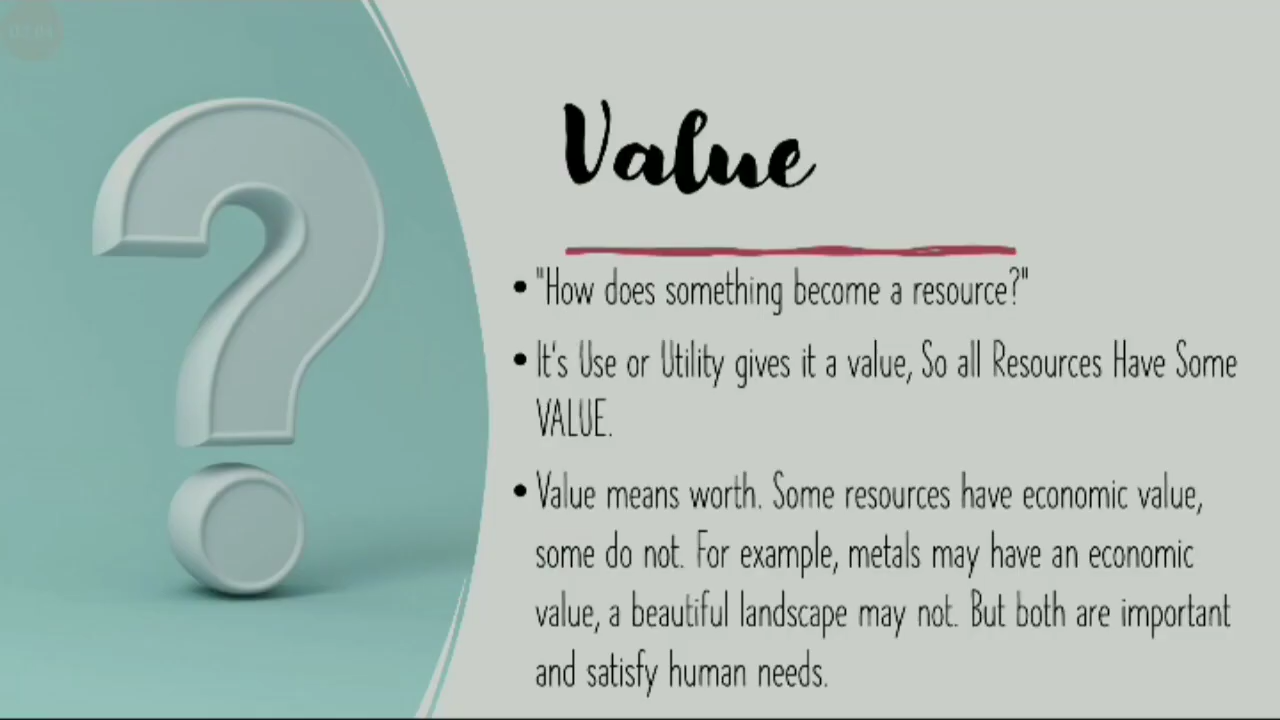 Value
• "How does something become a resource?"
• It's Use or Utility gives it a value, So all Resources Have Some
VALUE.
• Value means worth. Some resources have economic value,
some do not. For example, metals may have an economic
value, a beautiful landscape may not. But both are important
and satisfy human needs.